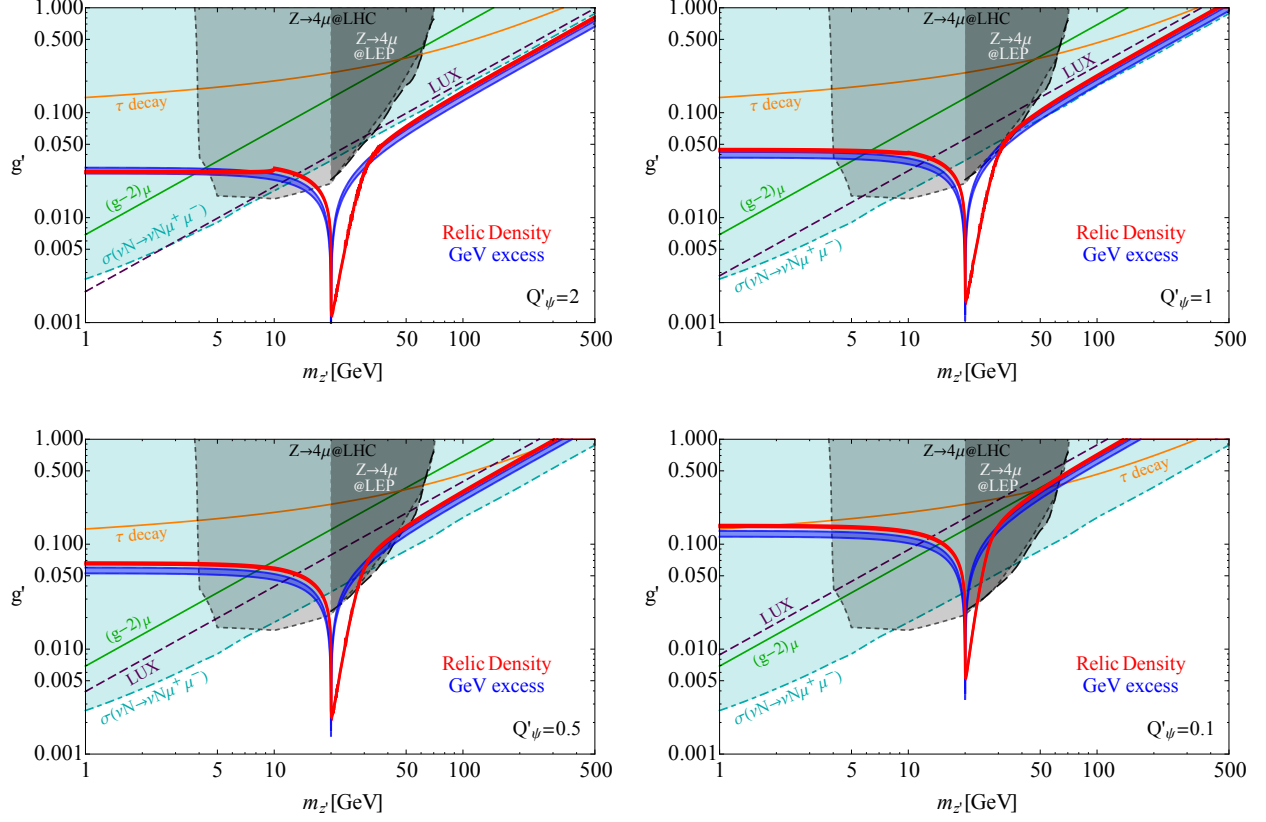 1.000
0.500
0.100
0.050
0.010
0.005
0.001
g'
Z→4μ@LHC
Z→4μ
@LEP
LUX
τ decay
(g-2)μ
σ(νN→νNμ⁺μ⁻)
Relic Density
GeV excess
Q'ψ=2
1 5 10 50 100 500
m_z' [GeV]
1.000
0.500
0.100
0.050
0.010
0.005
0.001
g'
Z→4μ@LHC
Z→4μ
@LEP
LUX
τ decay
(g-2)μ
σ(νN→νNμ⁺μ⁻)
Relic Density
GeV excess
Q'ψ=1
1 5 10 50 100 500
m_z' [GeV]
1.000
0.500
0.100
0.050
0.010
0.005
0.001
g'
Z→4μ@LHC
Z→4μ
@LEP
τ decay
(g-2)μ
LUX
σ(νN→νNμ⁺μ⁻)
Relic Density
GeV excess
Q'ψ=0.5
1 5 10 50 100 500
m_z' [GeV]
1.000
0.500
0.100
0.050
0.010
0.005
0.001
g'
Z→4μ@LHC
Z→4μ
@LEP
τ decay
LUX
(g-2)μ
σ(νN→νNμ⁺μ⁻)
Relic Density
GeV excess
Q'ψ=0.1
1 5 10 50 100 500
m_z' [GeV]